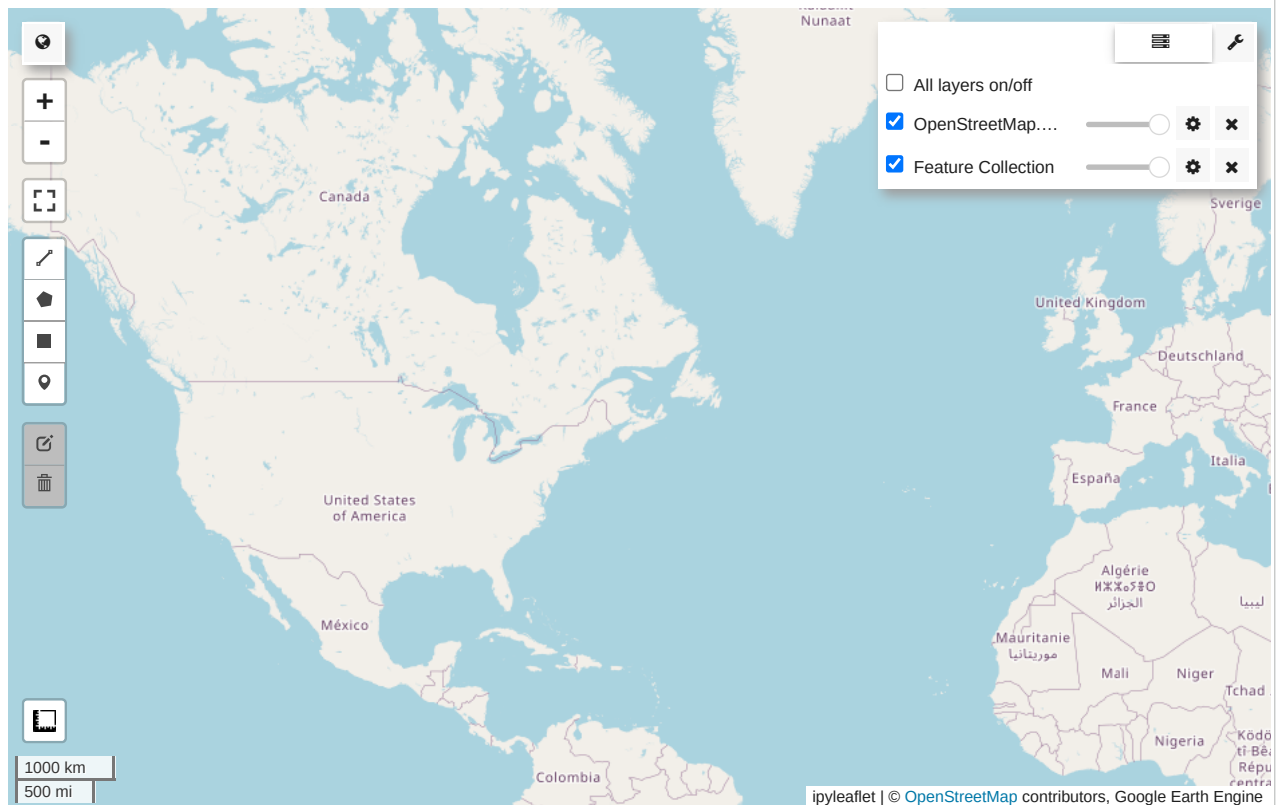 Nunaat
All layers on/off
OpenStreetMap.…
Feature Collection
+
-
Canada
Sverige
United Kingdom
Deutschland
France
Italia
España
United States
of America
Algérie
ⵍⵣⵣⴰⵢⴻⵔ
الجزائر
ليبيا
México
Mauritanie
موريتانيا
Mali
Niger
Tchad
Nigeria
Colombia
1000 km
500 mi
ipyleaflet | © OpenStreetMap contributors, Google Earth Engine